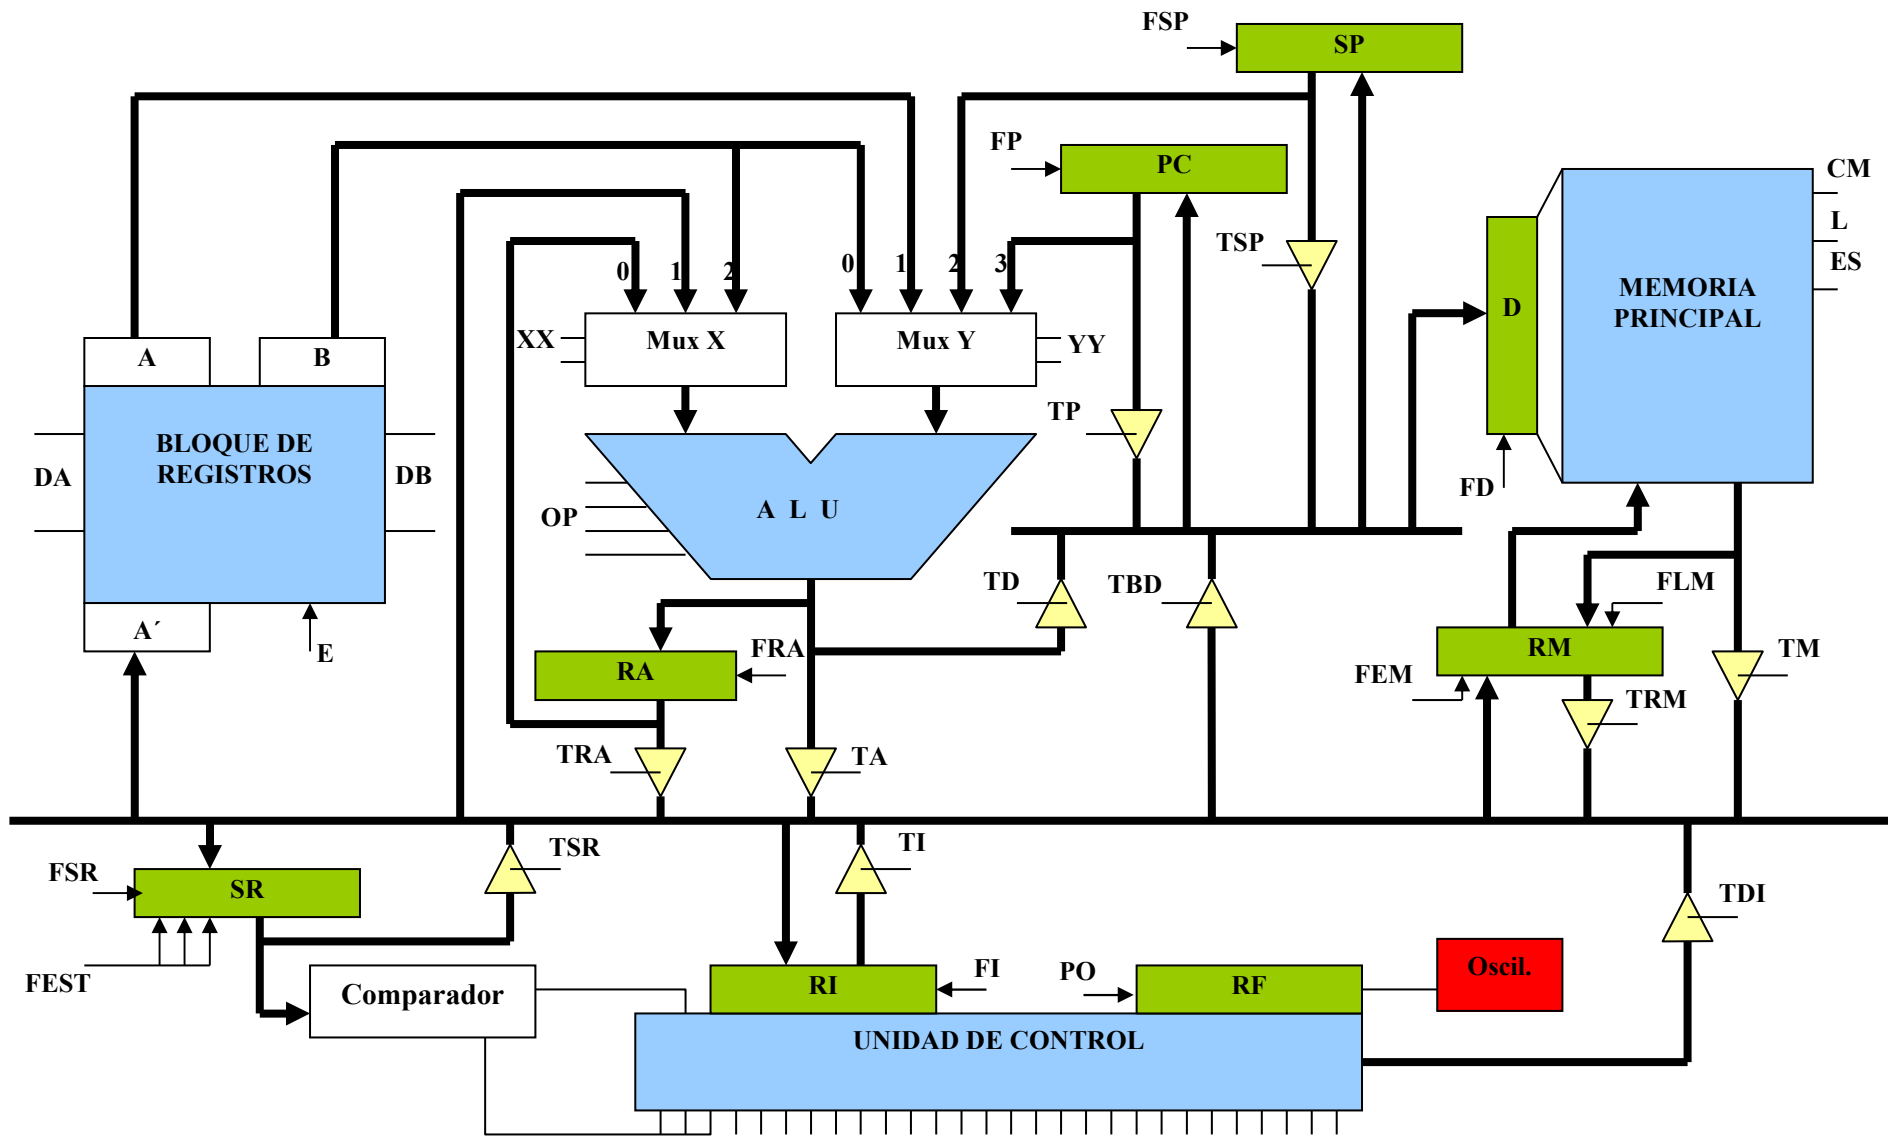 FSP
SP
FP
PC
CM
L
ES
TSP
0
1
2
0
1
2
3
D
MEMORIA
PRINCIPAL
XX
Mux X
Mux Y
YY
A
B
TP
BLOQUE DE
REGISTROS
DA
DB
FD
A L U
OP
TD
TBD
FLM
A´
E
RA
FRA
RM
TM
FEM
TRM
TRA
TA
TSR
TI
FSR
SR
TDI
FEST
Comparador
RI
FI
PO
RF
Oscil.
UNIDAD DE CONTROL